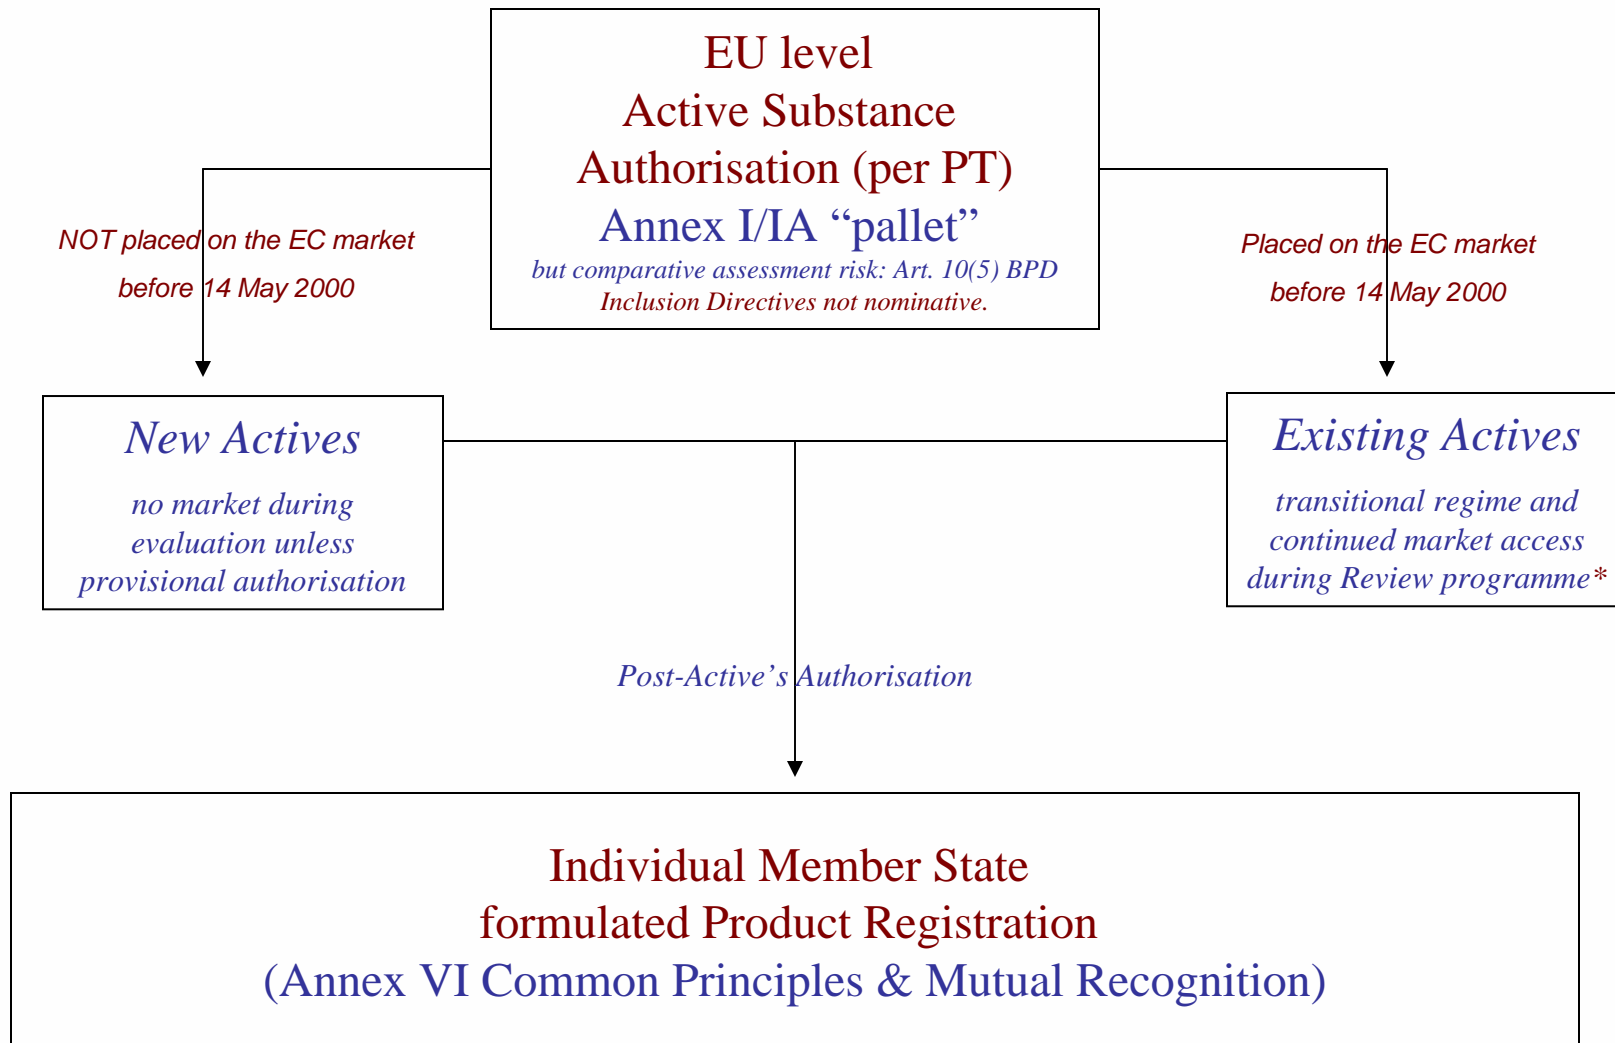 EU level
Active Substance
Authorisation (per PT)
Annex I/IA “pallet”
but comparative assessment risk: Art. 10(5) BPD
Inclusion Directives not nominative.
NOT placed on the EC market
before 14 May 2000
Placed on the EC market
before 14 May 2000
New Actives
no market during
evaluation unless
provisional authorisation
Existing Actives
transitional regime and
continued market access
during Review programme*
Post-Active’s Authorisation
Individual Member State
formulated Product Registration
(Annex VI Common Principles & Mutual Recognition)